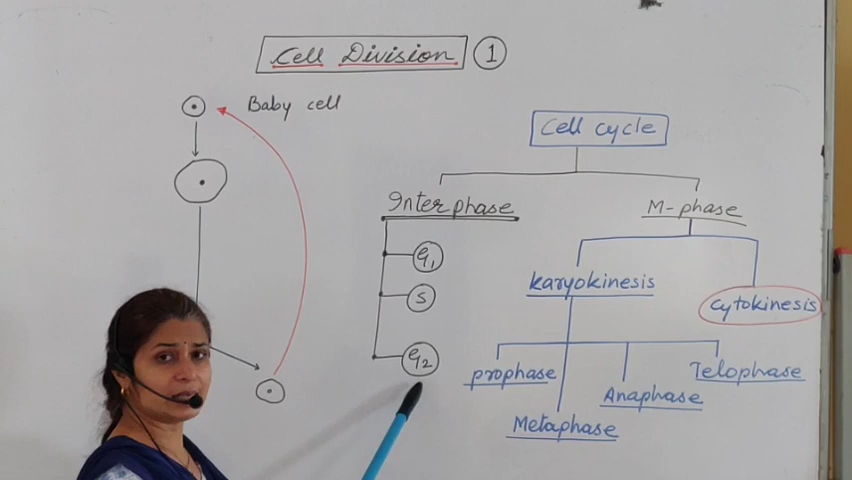 Cell Division 1
Baby cell
Cell cycle
Interphase
M-phase
G1
S
G2
Karyokinesis
Cytokinesis
prophase
Metaphase
Anaphase
Telophase